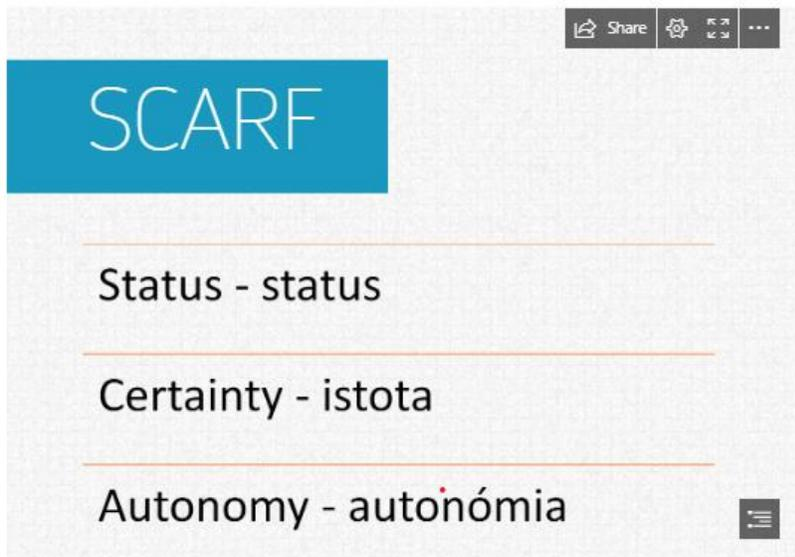 Share
SCARF
Status - status
Certainty - istota
Autonomy - autonómia